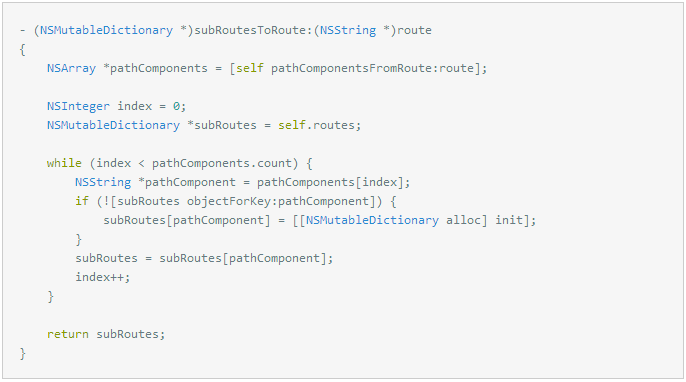 - (NSMutableDictionary *)subRoutesToRoute:(NSString *)route
{
    NSArray *pathComponents = [self pathComponentsFromRoute:route];

    NSInteger index = 0;
    NSMutableDictionary *subRoutes = self.routes;

    while (index < pathComponents.count) {
        NSString *pathComponent = pathComponents[index];
        if (![subRoutes objectForKey:pathComponent]) {
            subRoutes[pathComponent] = [[NSMutableDictionary alloc] init];
        }
        subRoutes = subRoutes[pathComponent];
        index++;
    }

    return subRoutes;
}